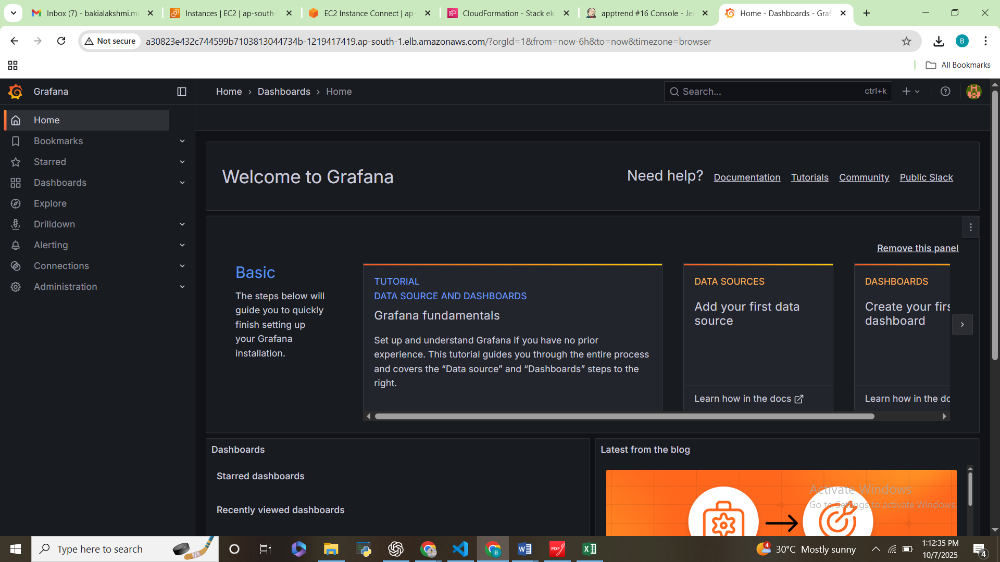 Inbox (7) - bakialakshmi.m
Instances | EC2 | ap-south-
EC2 Instance Connect | ap-
CloudFormation - Stack ek
apptrend #16 Console - Je
Home - Dashboards - Graf
Not secure
a30823e432c744599b7103813044734b-1219417419.ap-south-1.elb.amazonaws.com/?orgId=1&from=now-6h&to=now&timezone=browser
B
All Bookmarks
Grafana
Home › Dashboards › Home
Search...
ctrl+k
Home
Bookmarks
Starred
Dashboards
Explore
Drilldown
Alerting
Connections
Administration
Welcome to Grafana
Need help?
Documentation
Tutorials
Community
Public Slack
Remove this panel
Basic
The steps below will
guide you to quickly
finish setting up
your Grafana
installation.
TUTORIAL
DATA SOURCE AND DASHBOARDS
Grafana fundamentals
Set up and understand Grafana if you have no prior
experience. This tutorial guides you through the entire process
and covers the “Data source” and “Dashboards” steps to the
right.
DATA SOURCES
Add your first data
source
Learn how in the docs
DASHBOARDS
Create your firs
dashboard
Learn how in the do
Dashboards
Starred dashboards
Recently viewed dashboards
Latest from the blog
Activate Windows
Go to Settings to activate Windows.
Type here to search
B
PDF
4
30°C Mostly sunny
1:12:35 PM
10/7/2025
4